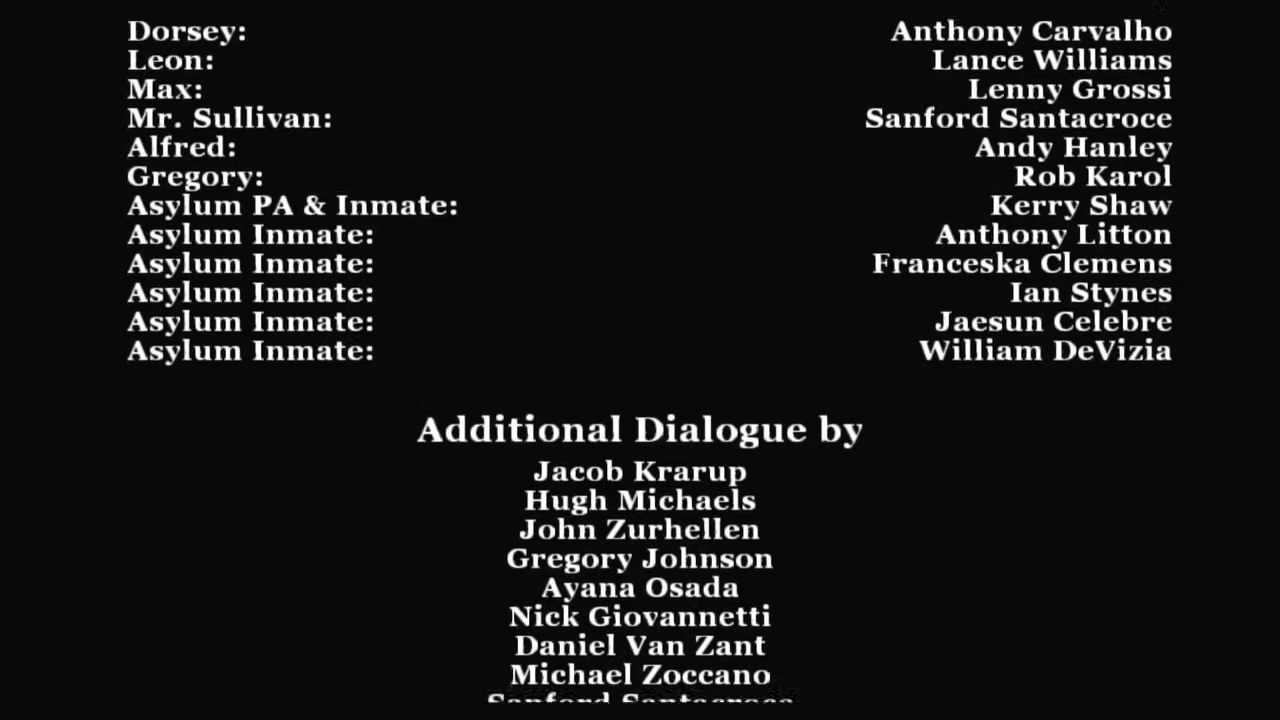 Dorsey: Anthony Carvalho
Leon: Lance Williams
Max: Lenny Grossi
Mr. Sullivan: Sanford Santacroce
Alfred: Andy Hanley
Gregory: Rob Karol
Asylum PA & Inmate: Kerry Shaw
Asylum Inmate: Anthony Litton
Asylum Inmate: Franceska Clemens
Asylum Inmate: Ian Stynes
Asylum Inmate: Jaesun Celebre
Asylum Inmate: William DeVizia
Additional Dialogue by
Jacob Krarup
Hugh Michaels
John Zurhellen
Gregory Johnson
Ayana Osada
Nick Giovannetti
Daniel Van Zant
Michael Zoccano
Sanford Santacroce